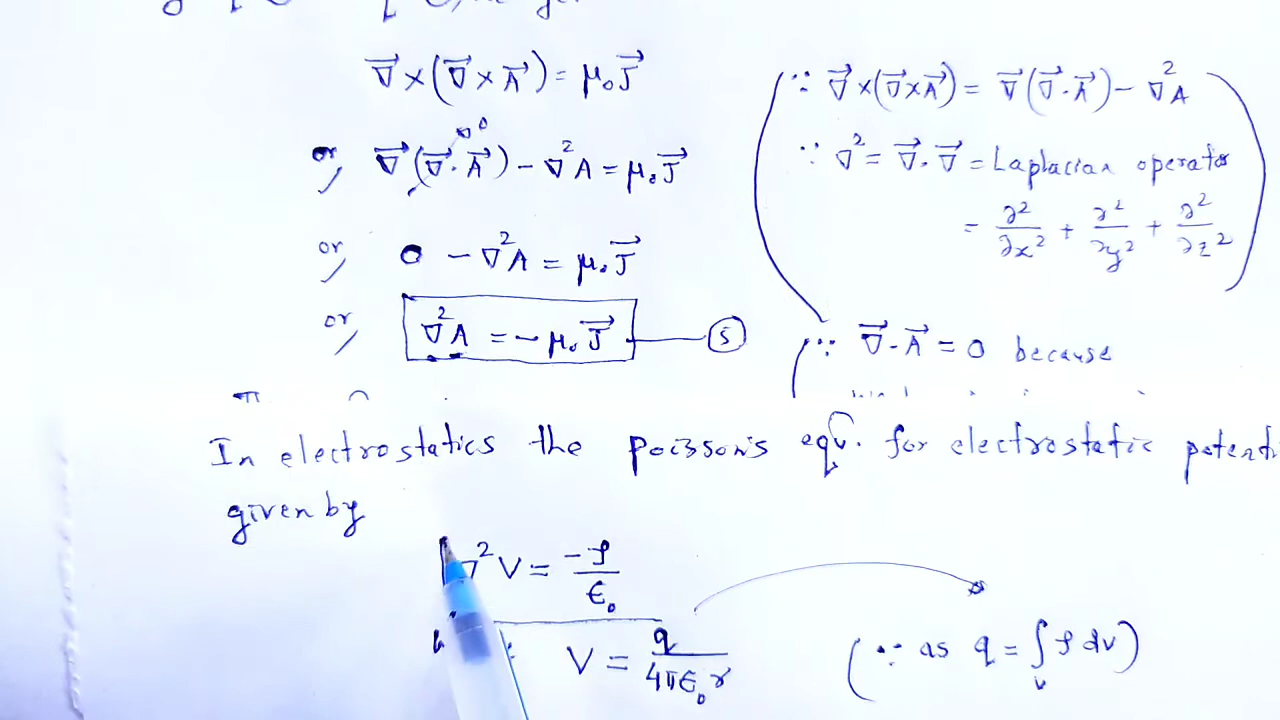 ∇⃗×(∇⃗×A⃗) = μ₀J⃗
or, ∇⃗(∇⃗·A⃗) − ∇²A = μ₀J⃗
or, 0 − ∇²A = μ₀J⃗
or, ∇²A = −μ₀J⃗ —— (5)
∵ ∇⃗×(∇⃗×A⃗) = ∇⃗(∇⃗·A⃗) − ∇²A
∵ ∇² = ∇⃗·∇⃗ = Laplacian operator
= ∂²/∂x² + ∂²/∂y² + ∂²/∂z²
∵ ∇⃗·A⃗ = 0 because
In electrostatics the poisson's eqn. for electrostatic potenti
given by
∇²V = −ρ/ϵ₀
V = q/4πϵ₀r
(∵ as q = ∫ᵥ ρ dv)